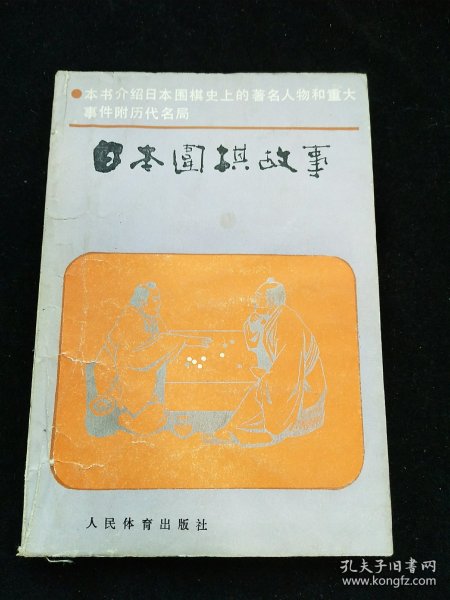 ●本书介绍日本围棋史上的著名人物和重大
事件附历代名局
日本圍棋故事
人民体育出版社
孔夫子旧书网
www.kongfz.com